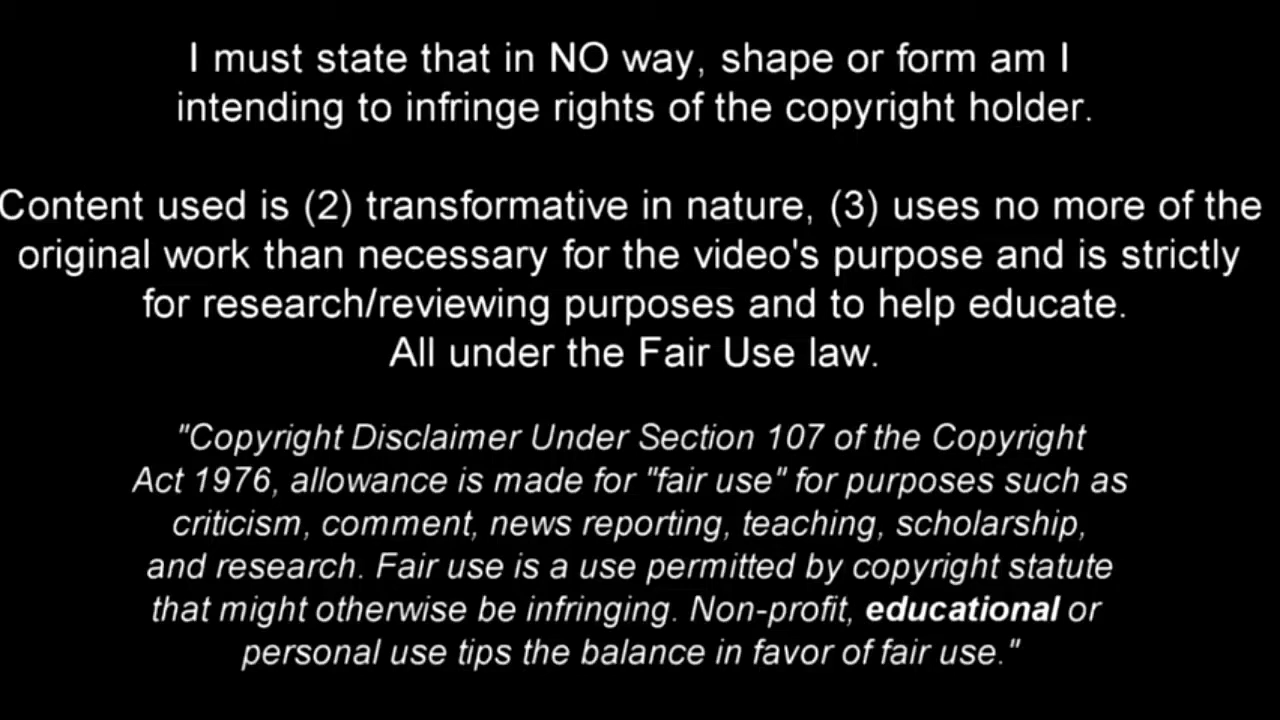 I must state that in NO way, shape or form am I
intending to infringe rights of the copyright holder.
Content used is (2) transformative in nature, (3) uses no more of the
original work than necessary for the video's purpose and is strictly
for research/reviewing purposes and to help educate.
All under the Fair Use law.
"Copyright Disclaimer Under Section 107 of the Copyright
Act 1976, allowance is made for "fair use" for purposes such as
criticism, comment, news reporting, teaching, scholarship,
and research. Fair use is a use permitted by copyright statute
that might otherwise be infringing. Non-profit, educational or
personal use tips the balance in favor of fair use."